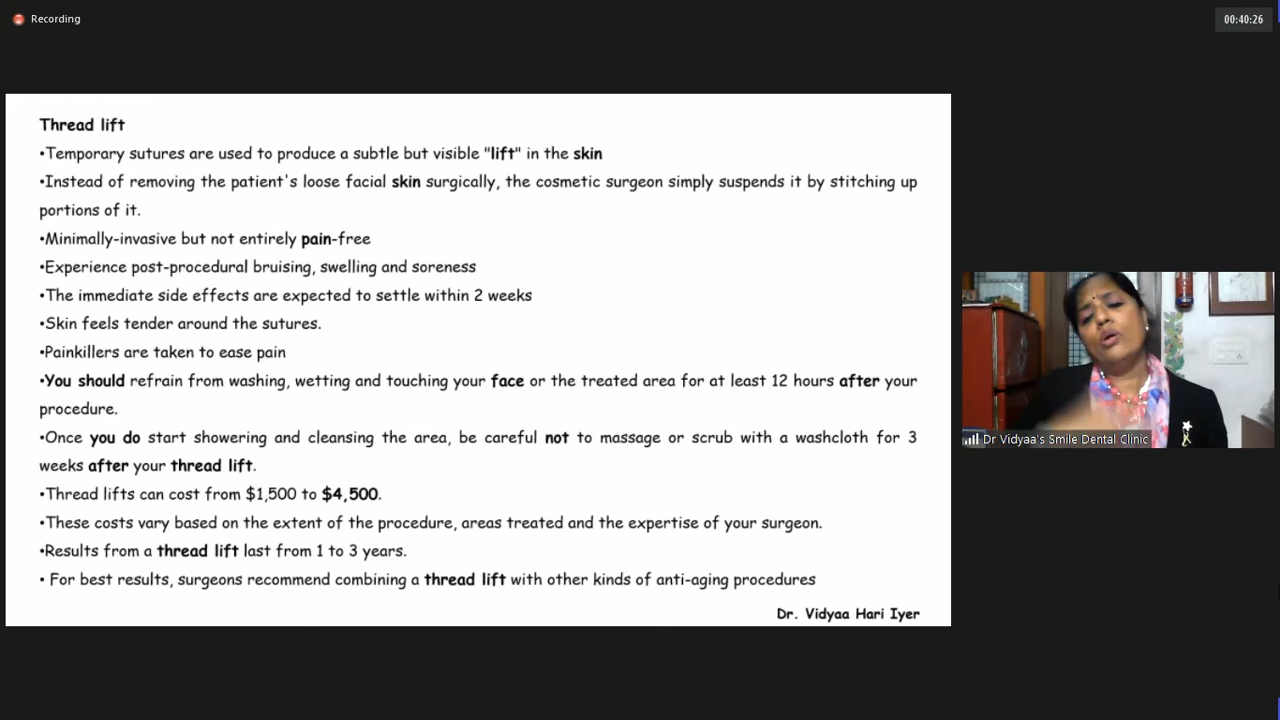 Recording
00:40:26
Thread lift
•Temporary sutures are used to produce a subtle but visible "lift" in the skin
•Instead of removing the patient's loose facial skin surgically, the cosmetic surgeon simply suspends it by stitching up
portions of it.
•Minimally-invasive but not entirely pain-free
•Experience post-procedural bruising, swelling and soreness
•The immediate side effects are expected to settle within 2 weeks
•Skin feels tender around the sutures.
•Painkillers are taken to ease pain
•You should refrain from washing, wetting and touching your face or the treated area for at least 12 hours after your
procedure.
•Once you do start showering and cleansing the area, be careful not to massage or scrub with a washcloth for 3
weeks after your thread lift.
•Thread lifts can cost from $1,500 to $4,500.
•These costs vary based on the extent of the procedure, areas treated and the expertise of your surgeon.
•Results from a thread lift last from 1 to 3 years.
• For best results, surgeons recommend combining a thread lift with other kinds of anti-aging procedures
Dr. Vidyaa Hari Iyer
Dr Vidyaa's Smile Dental Clinic